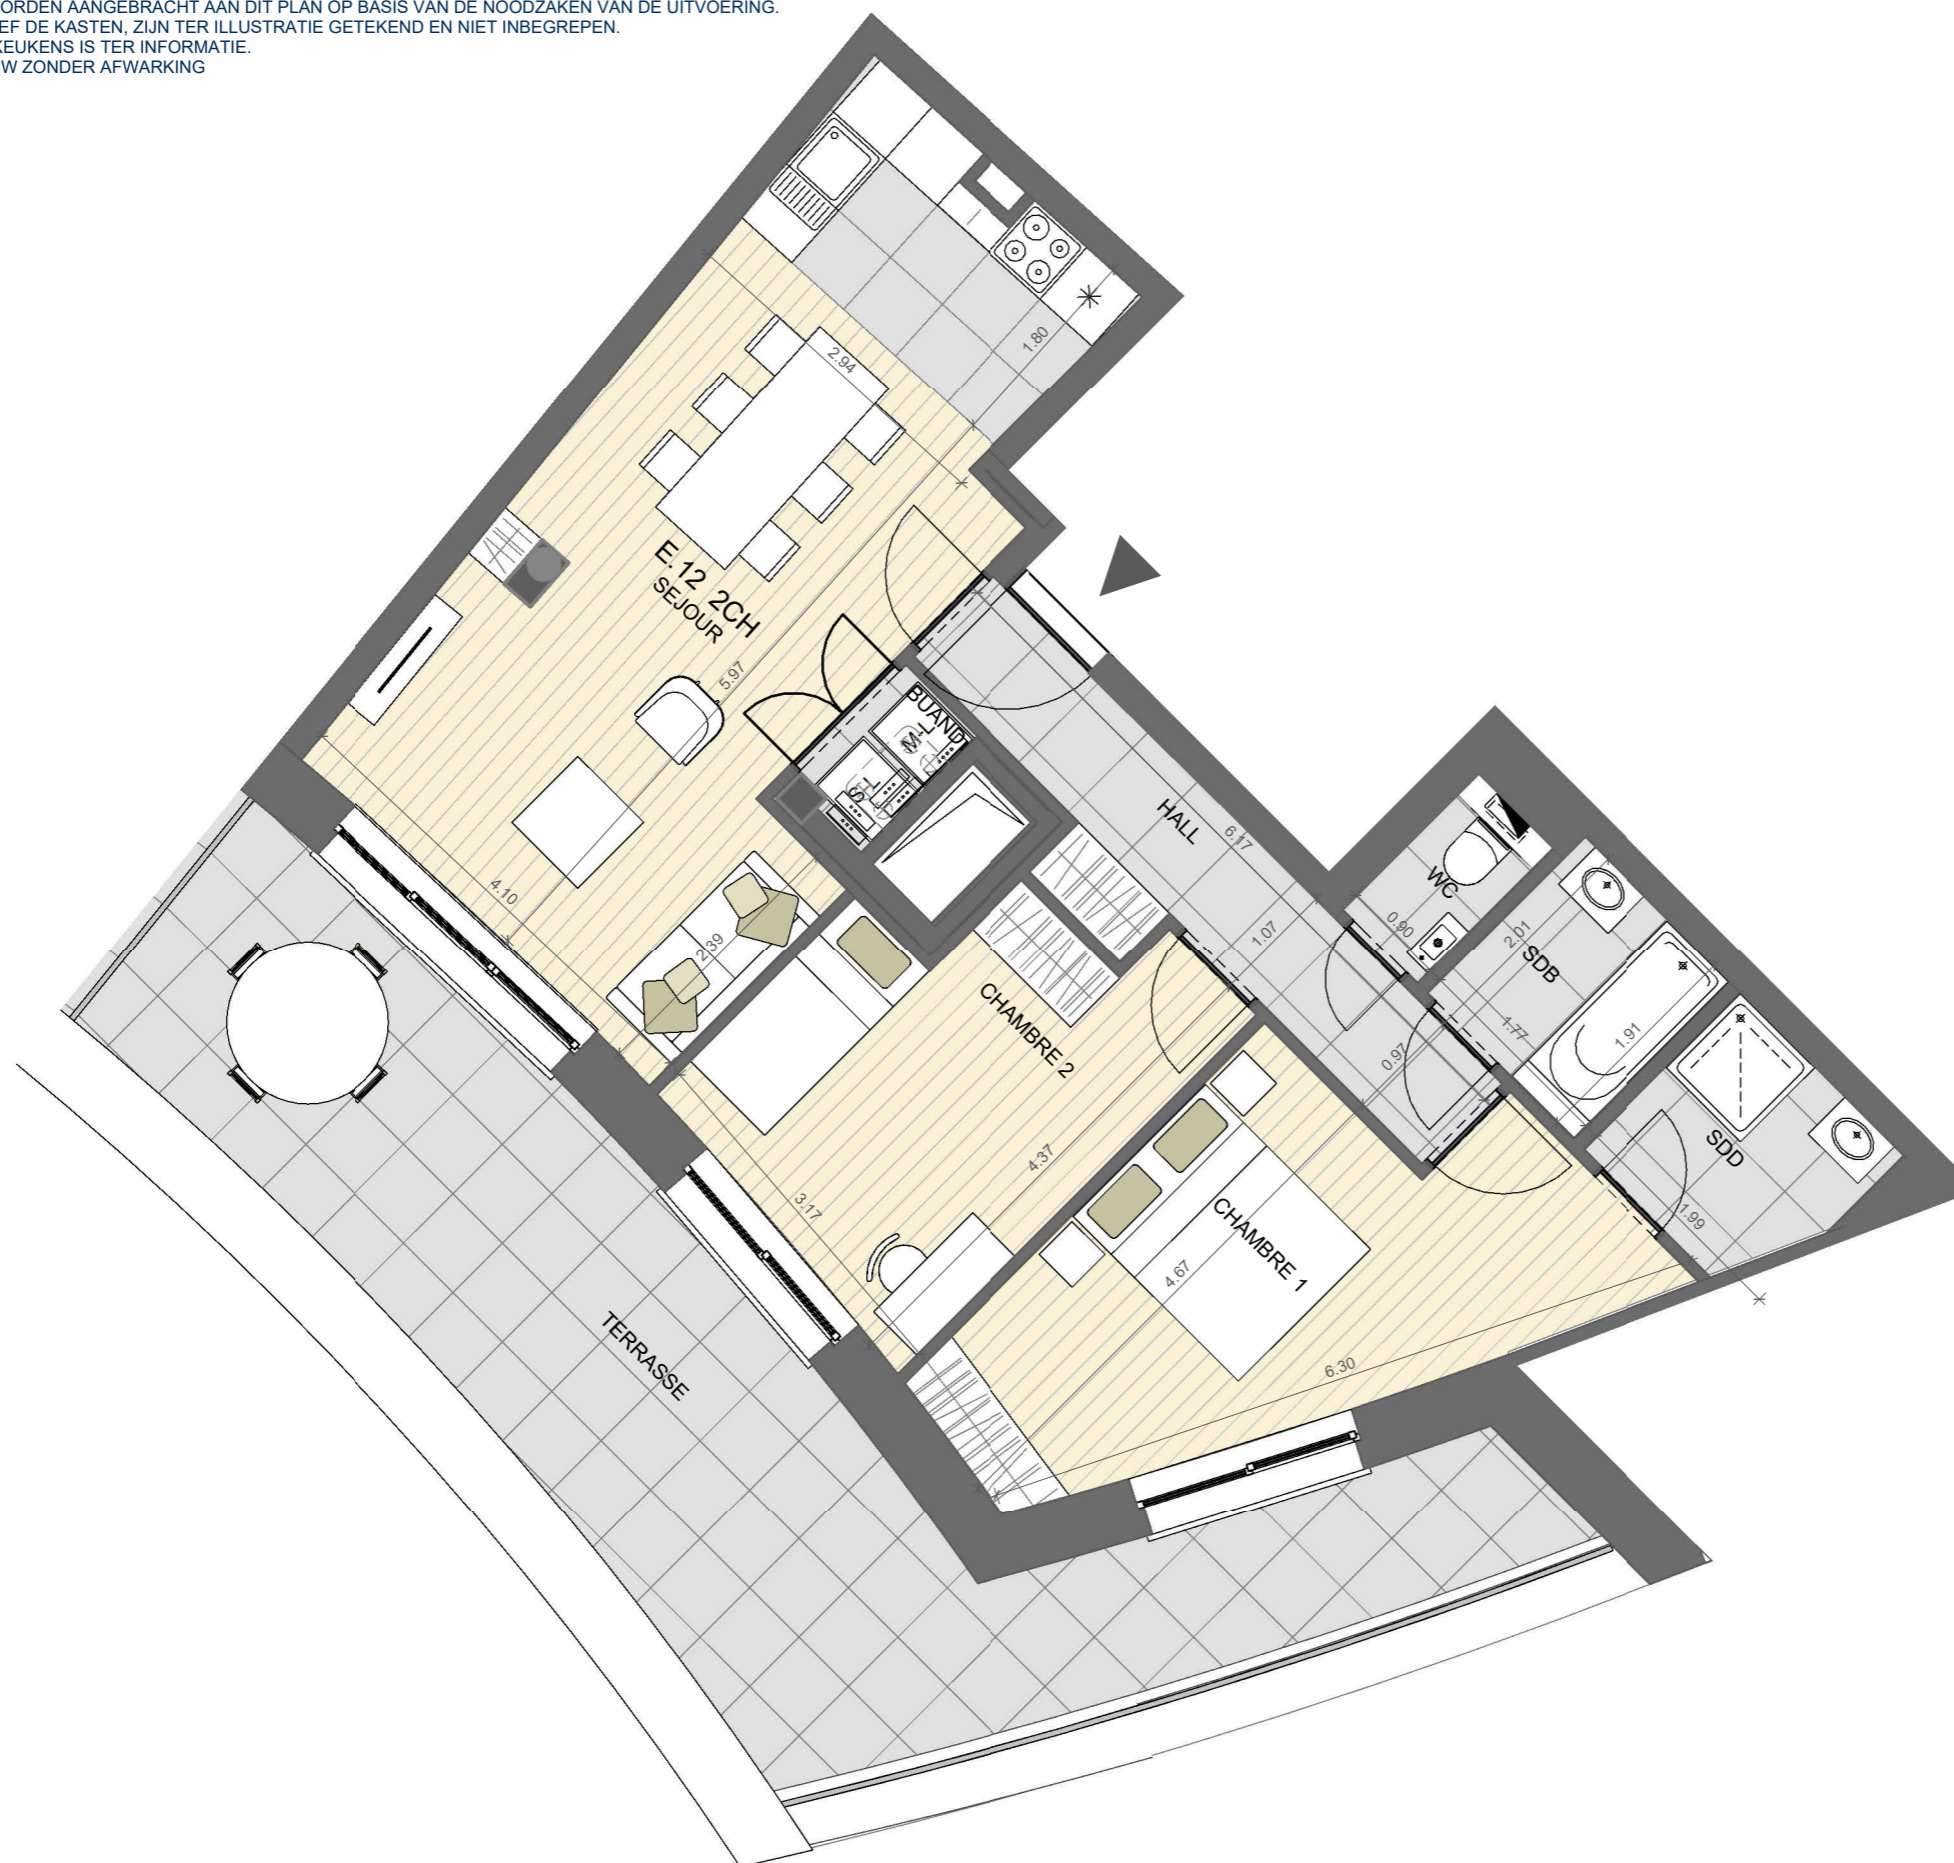 ORDEN AANGEBRACHT AAN DIT PLAN OP BASIS VAN DE NOODZAKEN VAN DE UITVOERING.
EF DE KASTEN, ZIJN TER ILLUSTRATIE GETEKEND EN NIET INBEGREPEN.
KEUKENS IS TER INFORMATIE.
W ZONDER AFWARKING
1.80
2.94
E.12 2CH
SEJOUR
5.97
BUAND
M-L
S-L
HALL
6.17
4.10
WC
0.90
2.39
1.07
2.01
SDB
CHAMBRE 2
1.77
1.91
0.97
SDD
4.37
3.17
1.99
CHAMBRE 1
4.67
TERRASSE
6.30